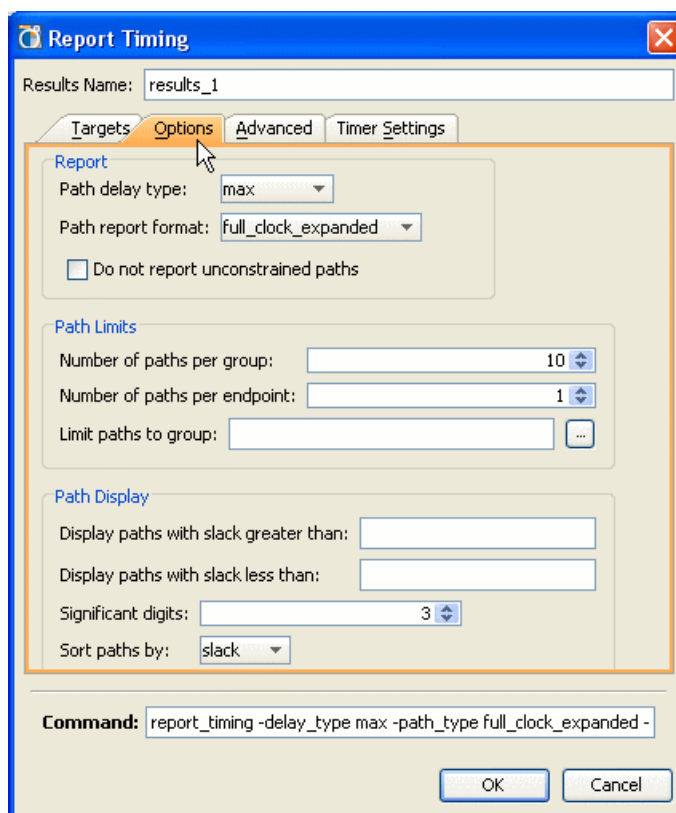 Report Timing
Results Name: results_1
Targets Options Advanced Timer Settings
Report
Path delay type: max
Path report format: full_clock_expanded
Do not report unconstrained paths
Path Limits
Number of paths per group: 10
Number of paths per endpoint: 1
Limit paths to group: ...
Path Display
Display paths with slack greater than:
Display paths with slack less than:
Significant digits: 3
Sort paths by: slack
Command: report_timing -delay_type max -path_type full_clock_expanded -
OK Cancel